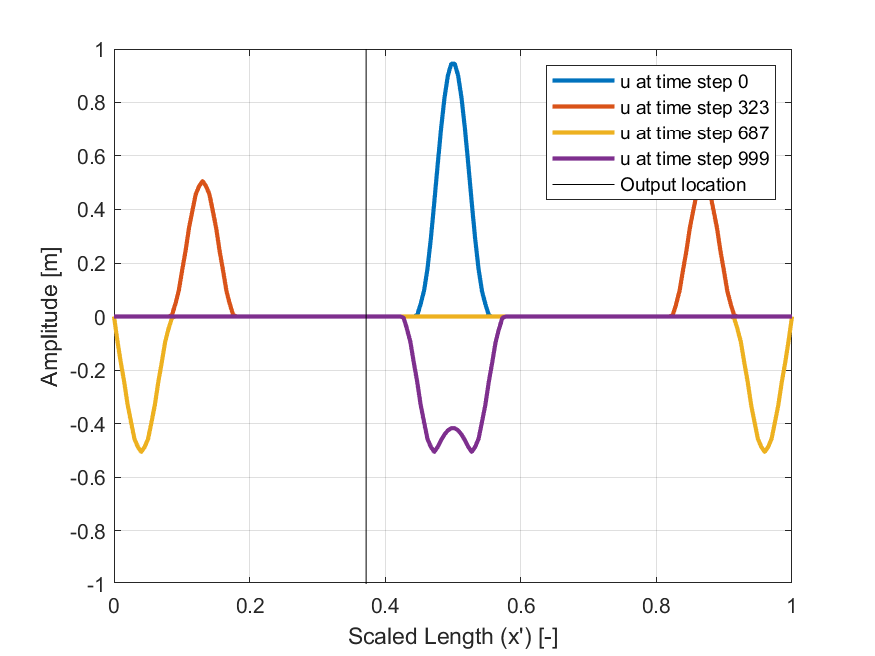 1
0.8
0.6
0.4
0.2
0
-0.2
-0.4
-0.6
-0.8
-1
Amplitude [m]
u at time step 0
u at time step 323
u at time step 687
u at time step 999
Output location
0 0.2 0.4 0.6 0.8 1
Scaled Length (x') [-]